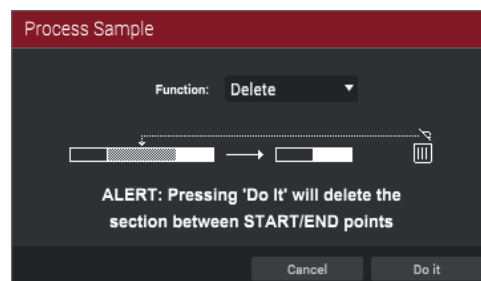 Process Sample
Function: Delete
ALERT: Pressing 'Do It' will delete the
section between START/END points
Cancel Do it